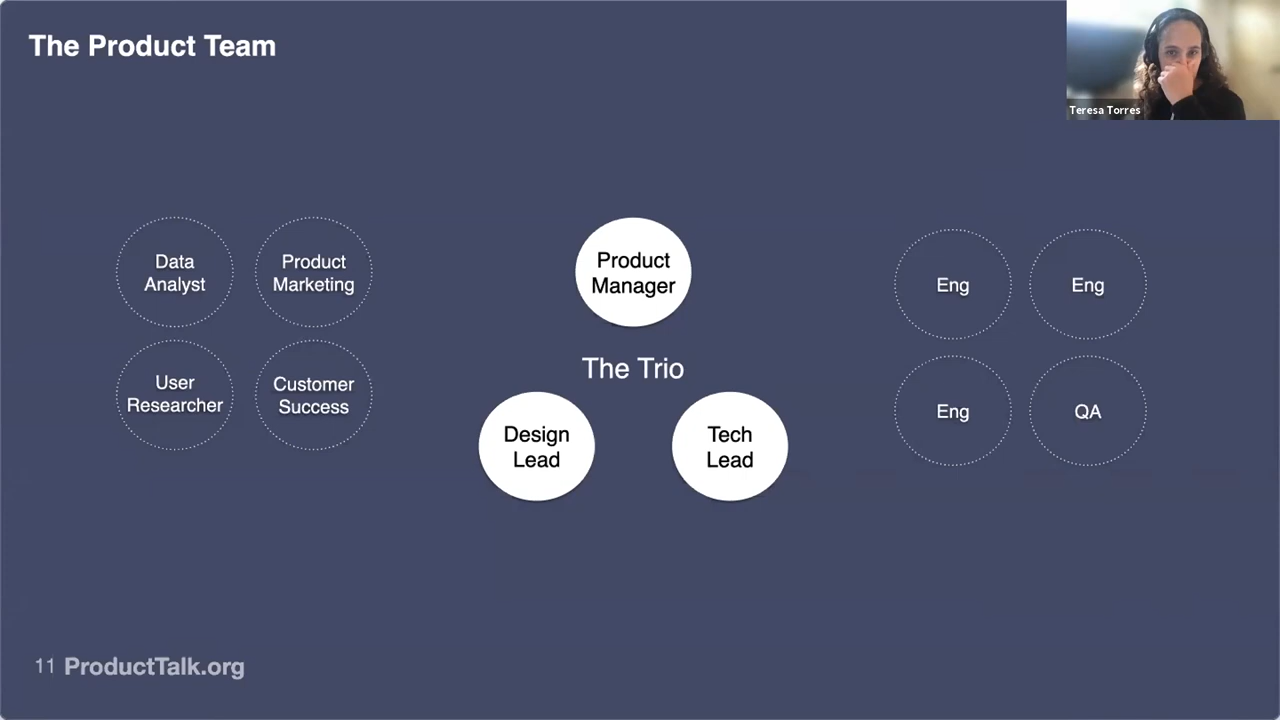 The Product Team
Teresa Torres
Data
Analyst
Product
Marketing
User
Researcher
Customer
Success
Product
Manager
The Trio
Design
Lead
Tech
Lead
Eng
Eng
Eng
QA
11 ProductTalk.org